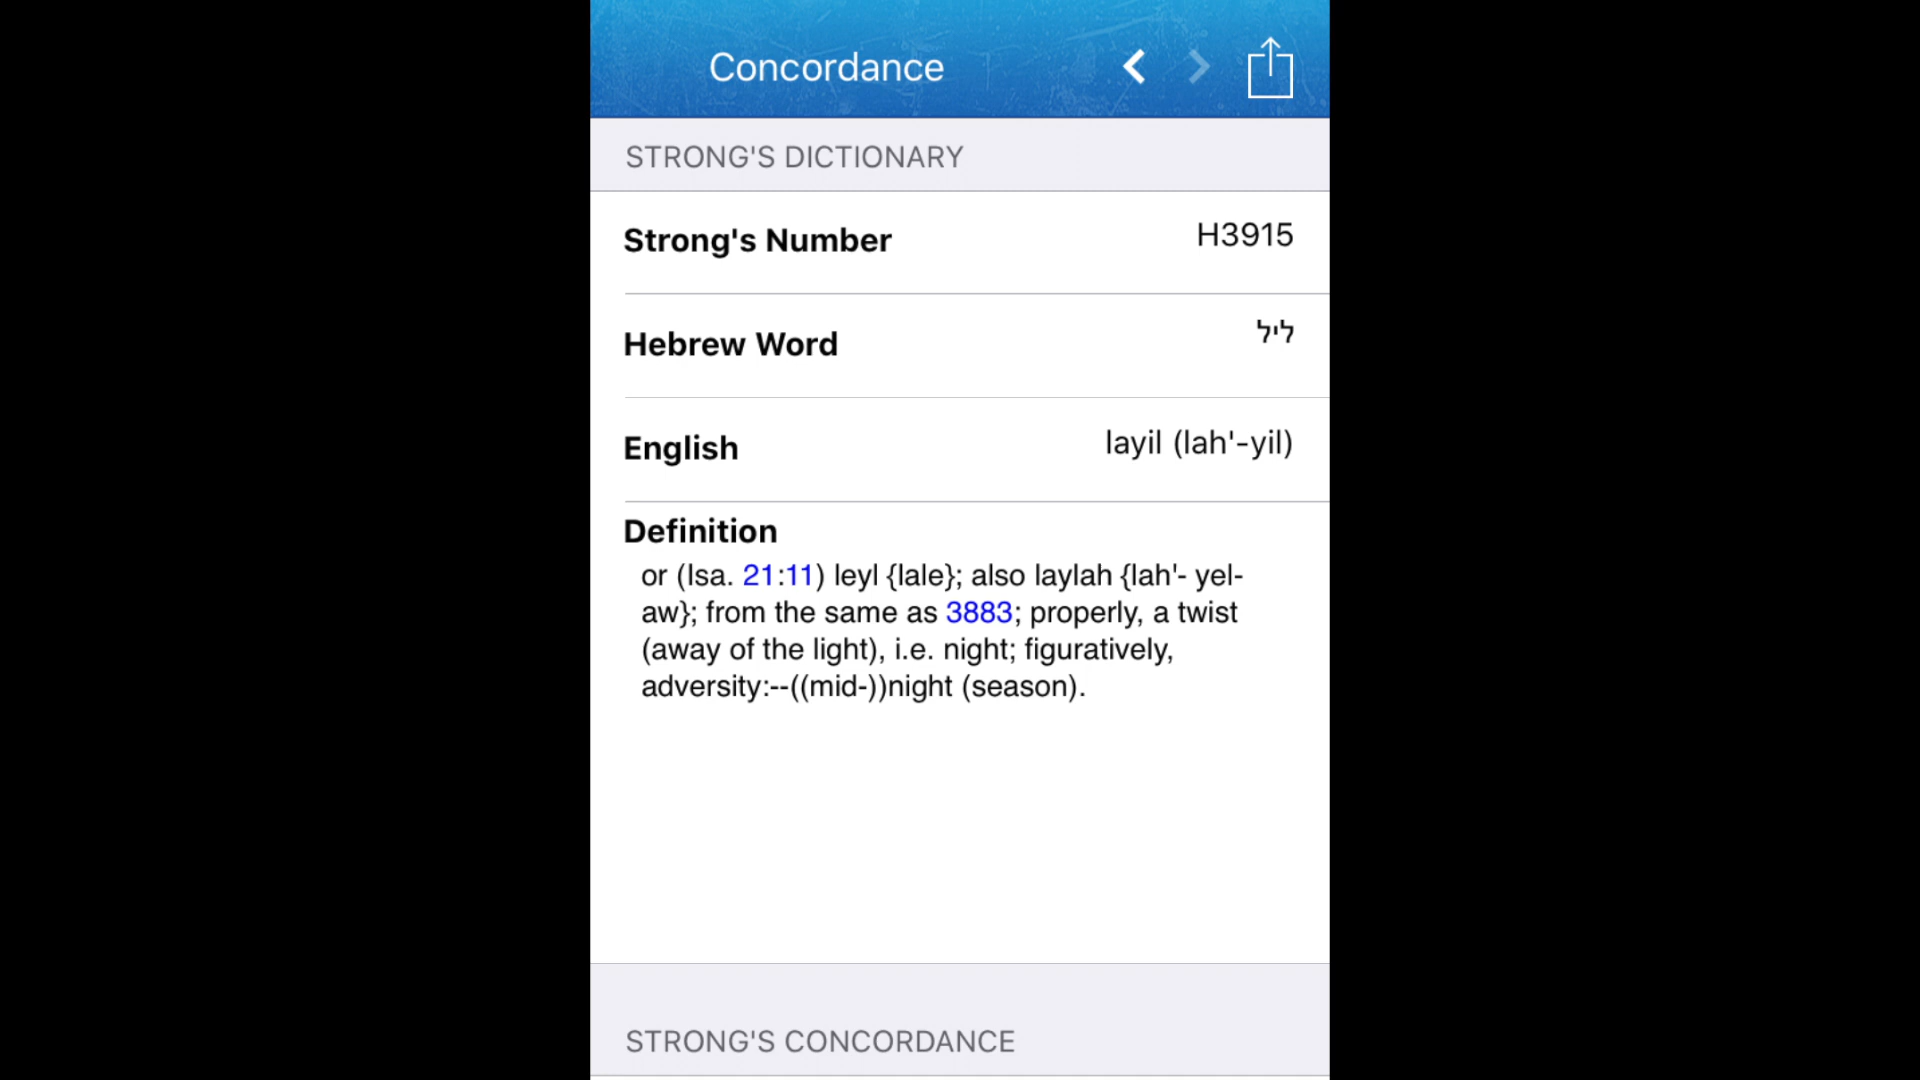 Concordance
STRONG'S DICTIONARY
Strong's Number H3915
Hebrew Word ליל
English layil (lah'-yil)
Definition
or (Isa. 21:11) leyl {lale}; also laylah {lah'- yel-
aw}; from the same as 3883; properly, a twist
(away of the light), i.e. night; figuratively,
adversity:--((mid-))night (season).
STRONG'S CONCORDANCE